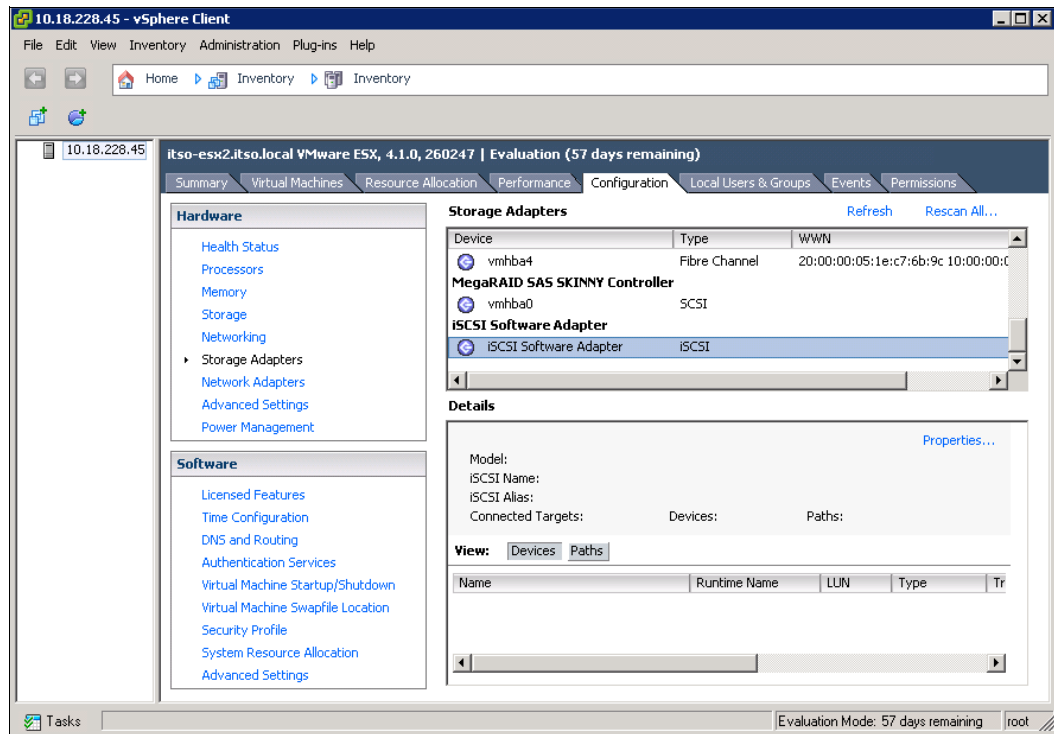 10.18.228.45 - vSphere Client
File Edit View Inventory Administration Plug-ins Help
Home Inventory Inventory
10.18.228.45
itso-esx2.itso.local VMware ESX, 4.1.0, 260247 | Evaluation (57 days remaining)
Summary Virtual Machines Resource Allocation Performance Configuration Local Users & Groups Events Permissions
Hardware
Health Status
Processors
Memory
Storage
Networking
Storage Adapters
Network Adapters
Advanced Settings
Power Management
Software
Licensed Features
Time Configuration
DNS and Routing
Authentication Services
Virtual Machine Startup/Shutdown
Virtual Machine Swapfile Location
Security Profile
System Resource Allocation
Advanced Settings
Storage Adapters Refresh Rescan All...
Device Type WWN
vmhba4 Fibre Channel 20:00:00:05:1e:c7:6b:9c 10:00:00:0
MegaRAID SAS SKINNY Controller
vmhba0 SCSI
iSCSI Software Adapter
iSCSI Software Adapter iSCSI
Details
Properties...
Model:
iSCSI Name:
iSCSI Alias:
Connected Targets: Devices: Paths:
View: Devices Paths
Name Runtime Name LUN Type Tr
Tasks Evaluation Mode: 57 days remaining root